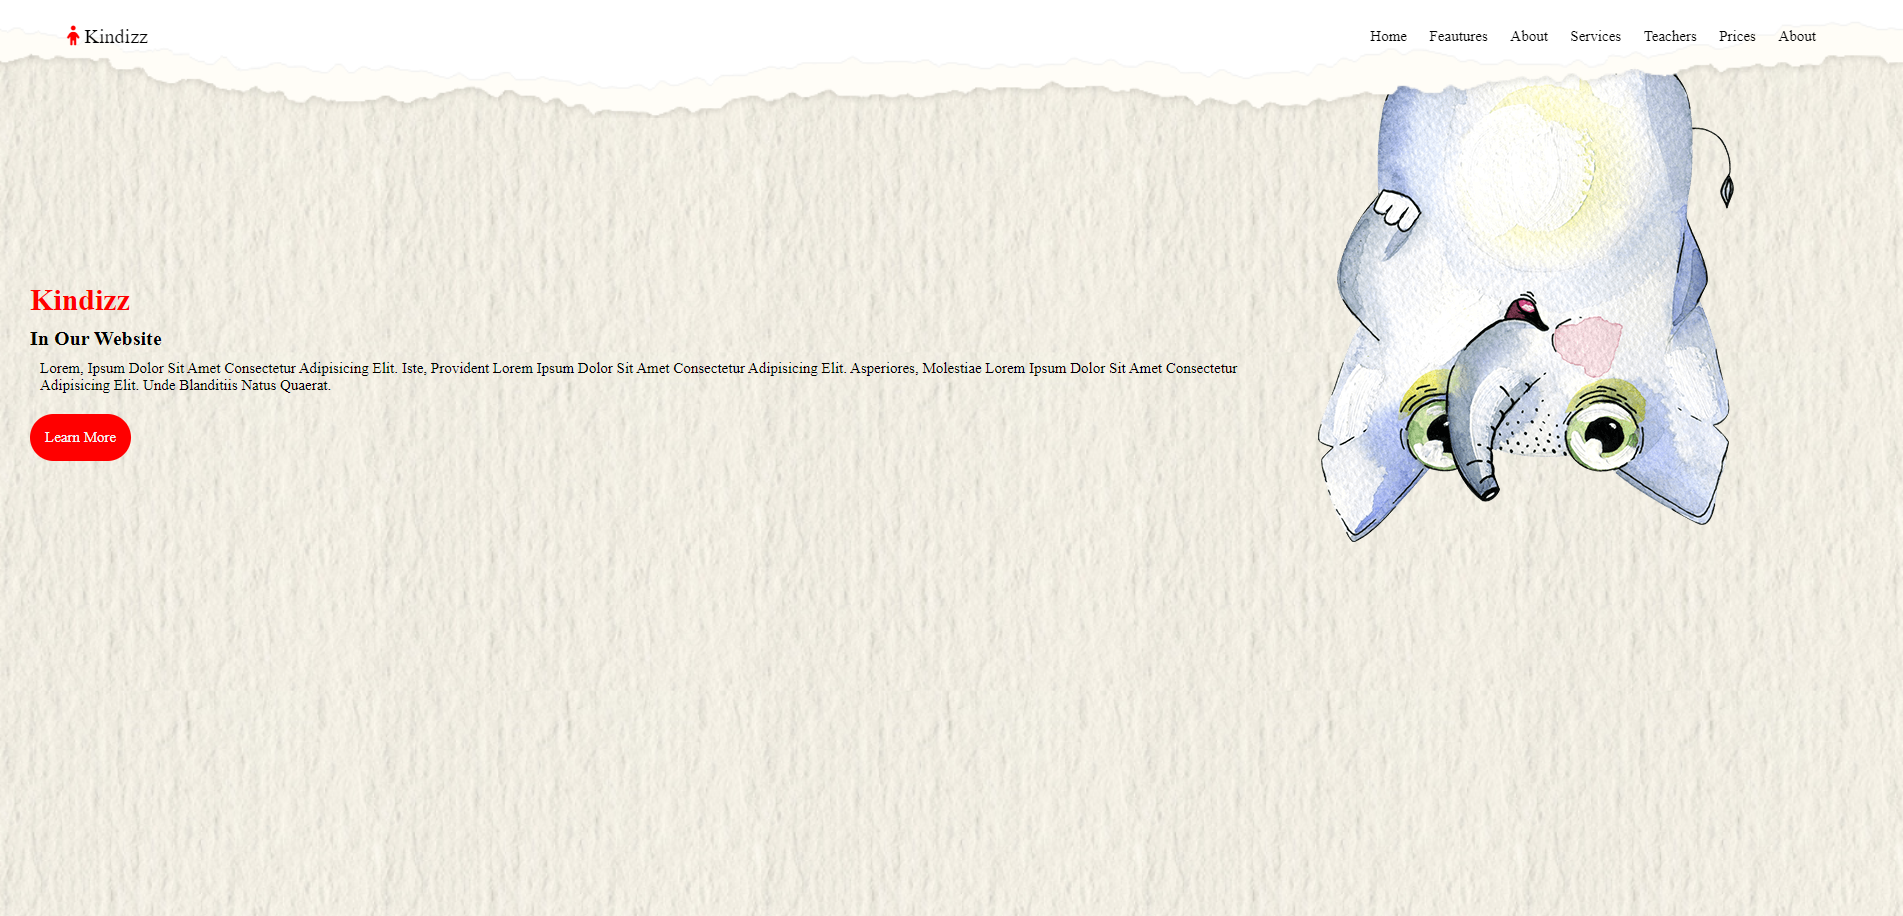 Kindizz
Home Feautures About Services Teachers Prices About
Kindizz
In Our Website
Lorem, Ipsum Dolor Sit Amet Consectetur Adipisicing Elit. Iste, Provident Lorem Ipsum Dolor Sit Amet Consectetur Adipisicing Elit. Asperiores, Molestiae Lorem Ipsum Dolor Sit Amet Consectetur
Adipisicing Elit. Unde Blanditiis Natus Quaerat.
Learn More